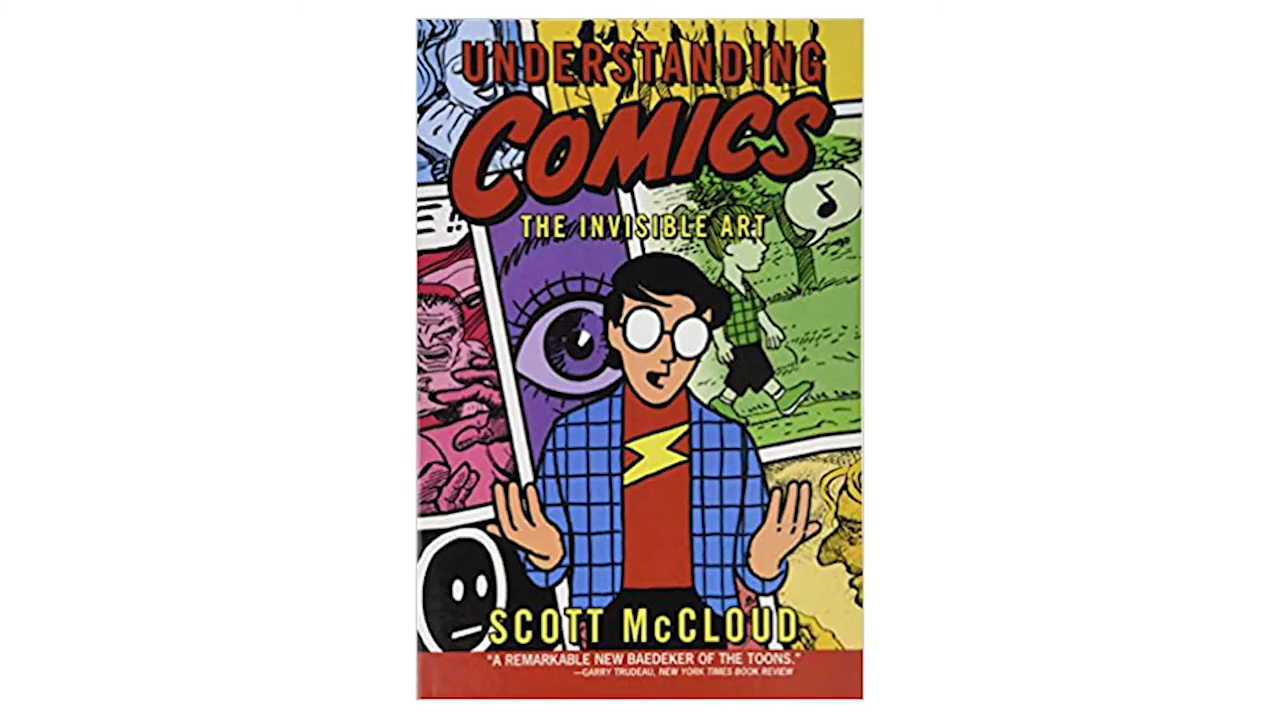 UNDERSTANDING
COMICS
THE INVISIBLE ART
SCOTT McCLOUD
"A REMARKABLE NEW BAEDEKER OF THE TOONS."
—GARRY TRUDEAU, NEW YORK TIMES BOOK REVIEW